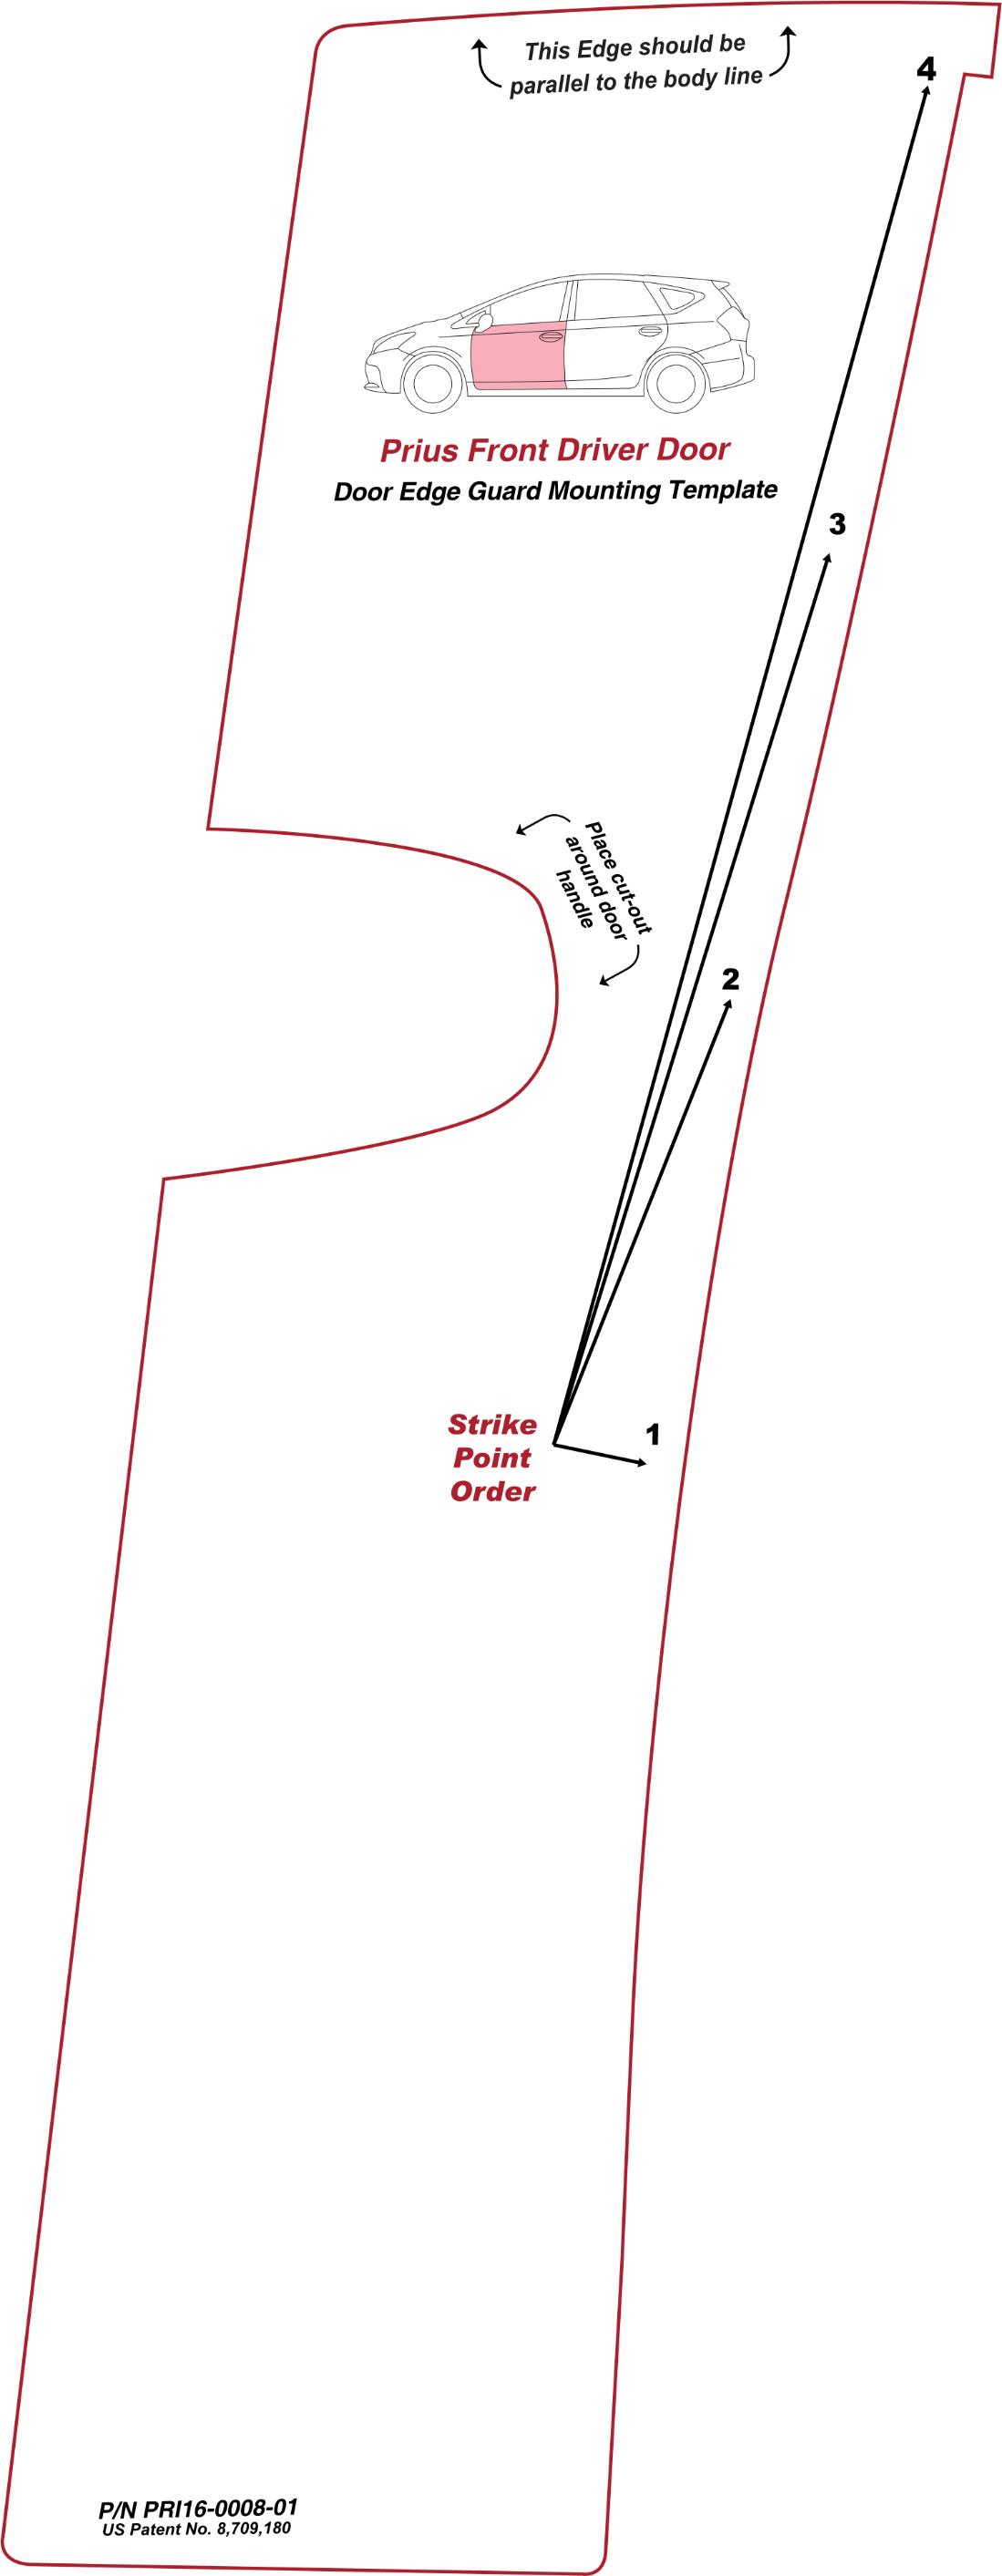 This Edge should be
parallel to the body line
4
Prius Front Driver Door
Door Edge Guard Mounting Template
3
Place cut-out
around door
handle
2
1
Strike
Point
Order
P/N PRI16-0008-01
US Patent No. 8,709,180